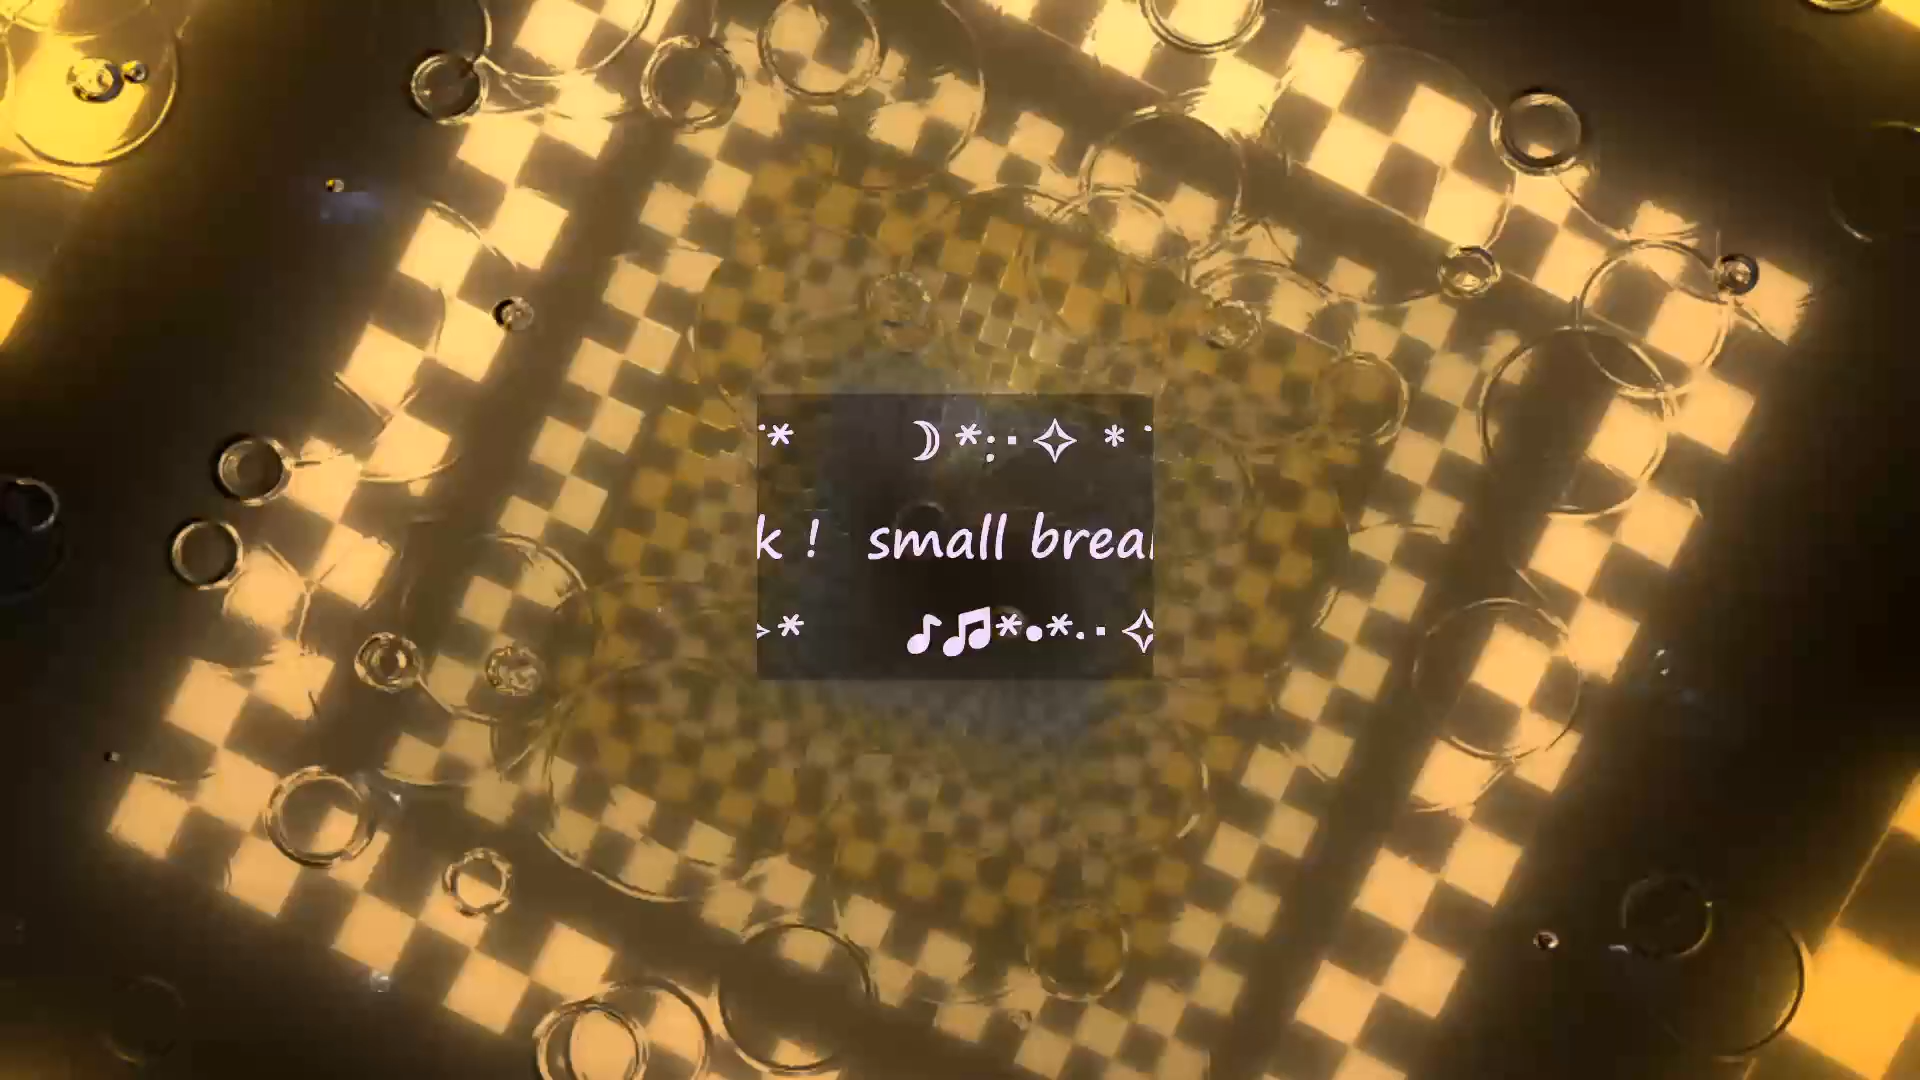 ˙*  ☽ *:･ ✧ * ˙
k !  small brea
✧*  ♪♫*•*.･ ✧